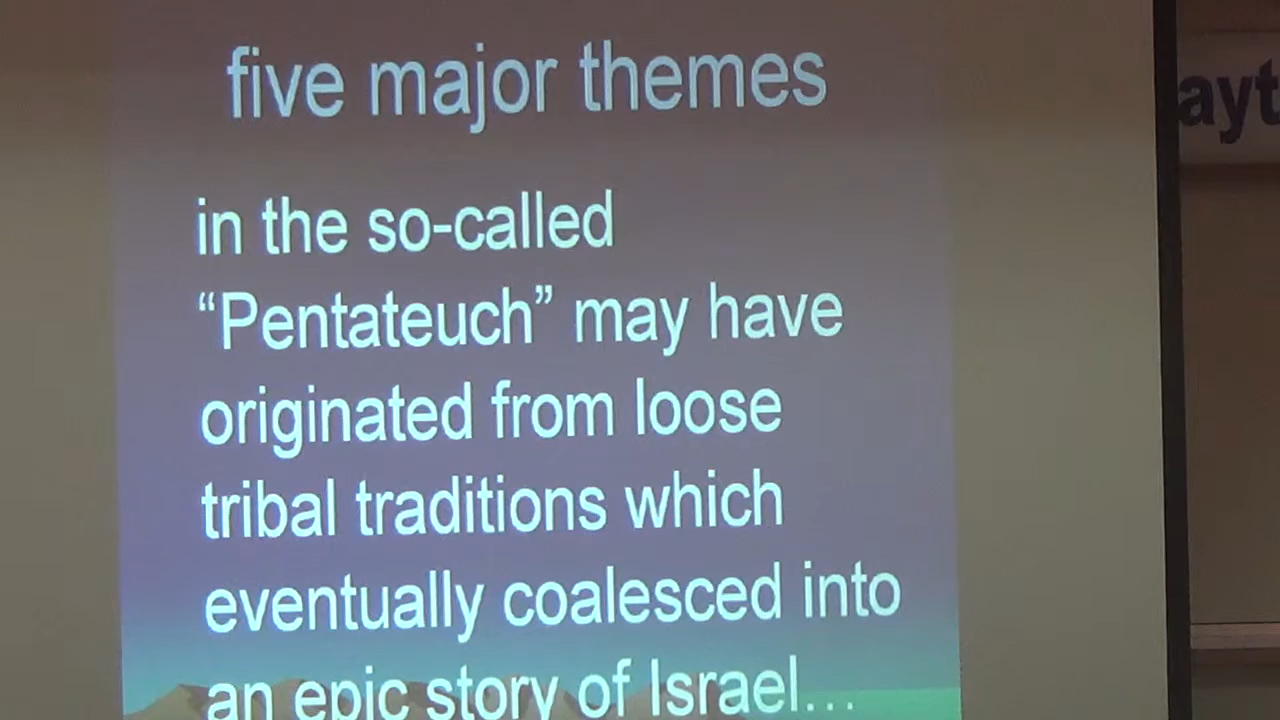 five major themes
in the so-called
“Pentateuch” may have
originated from loose
tribal traditions which
eventually coalesced into
an epic story of Israel...
ayt